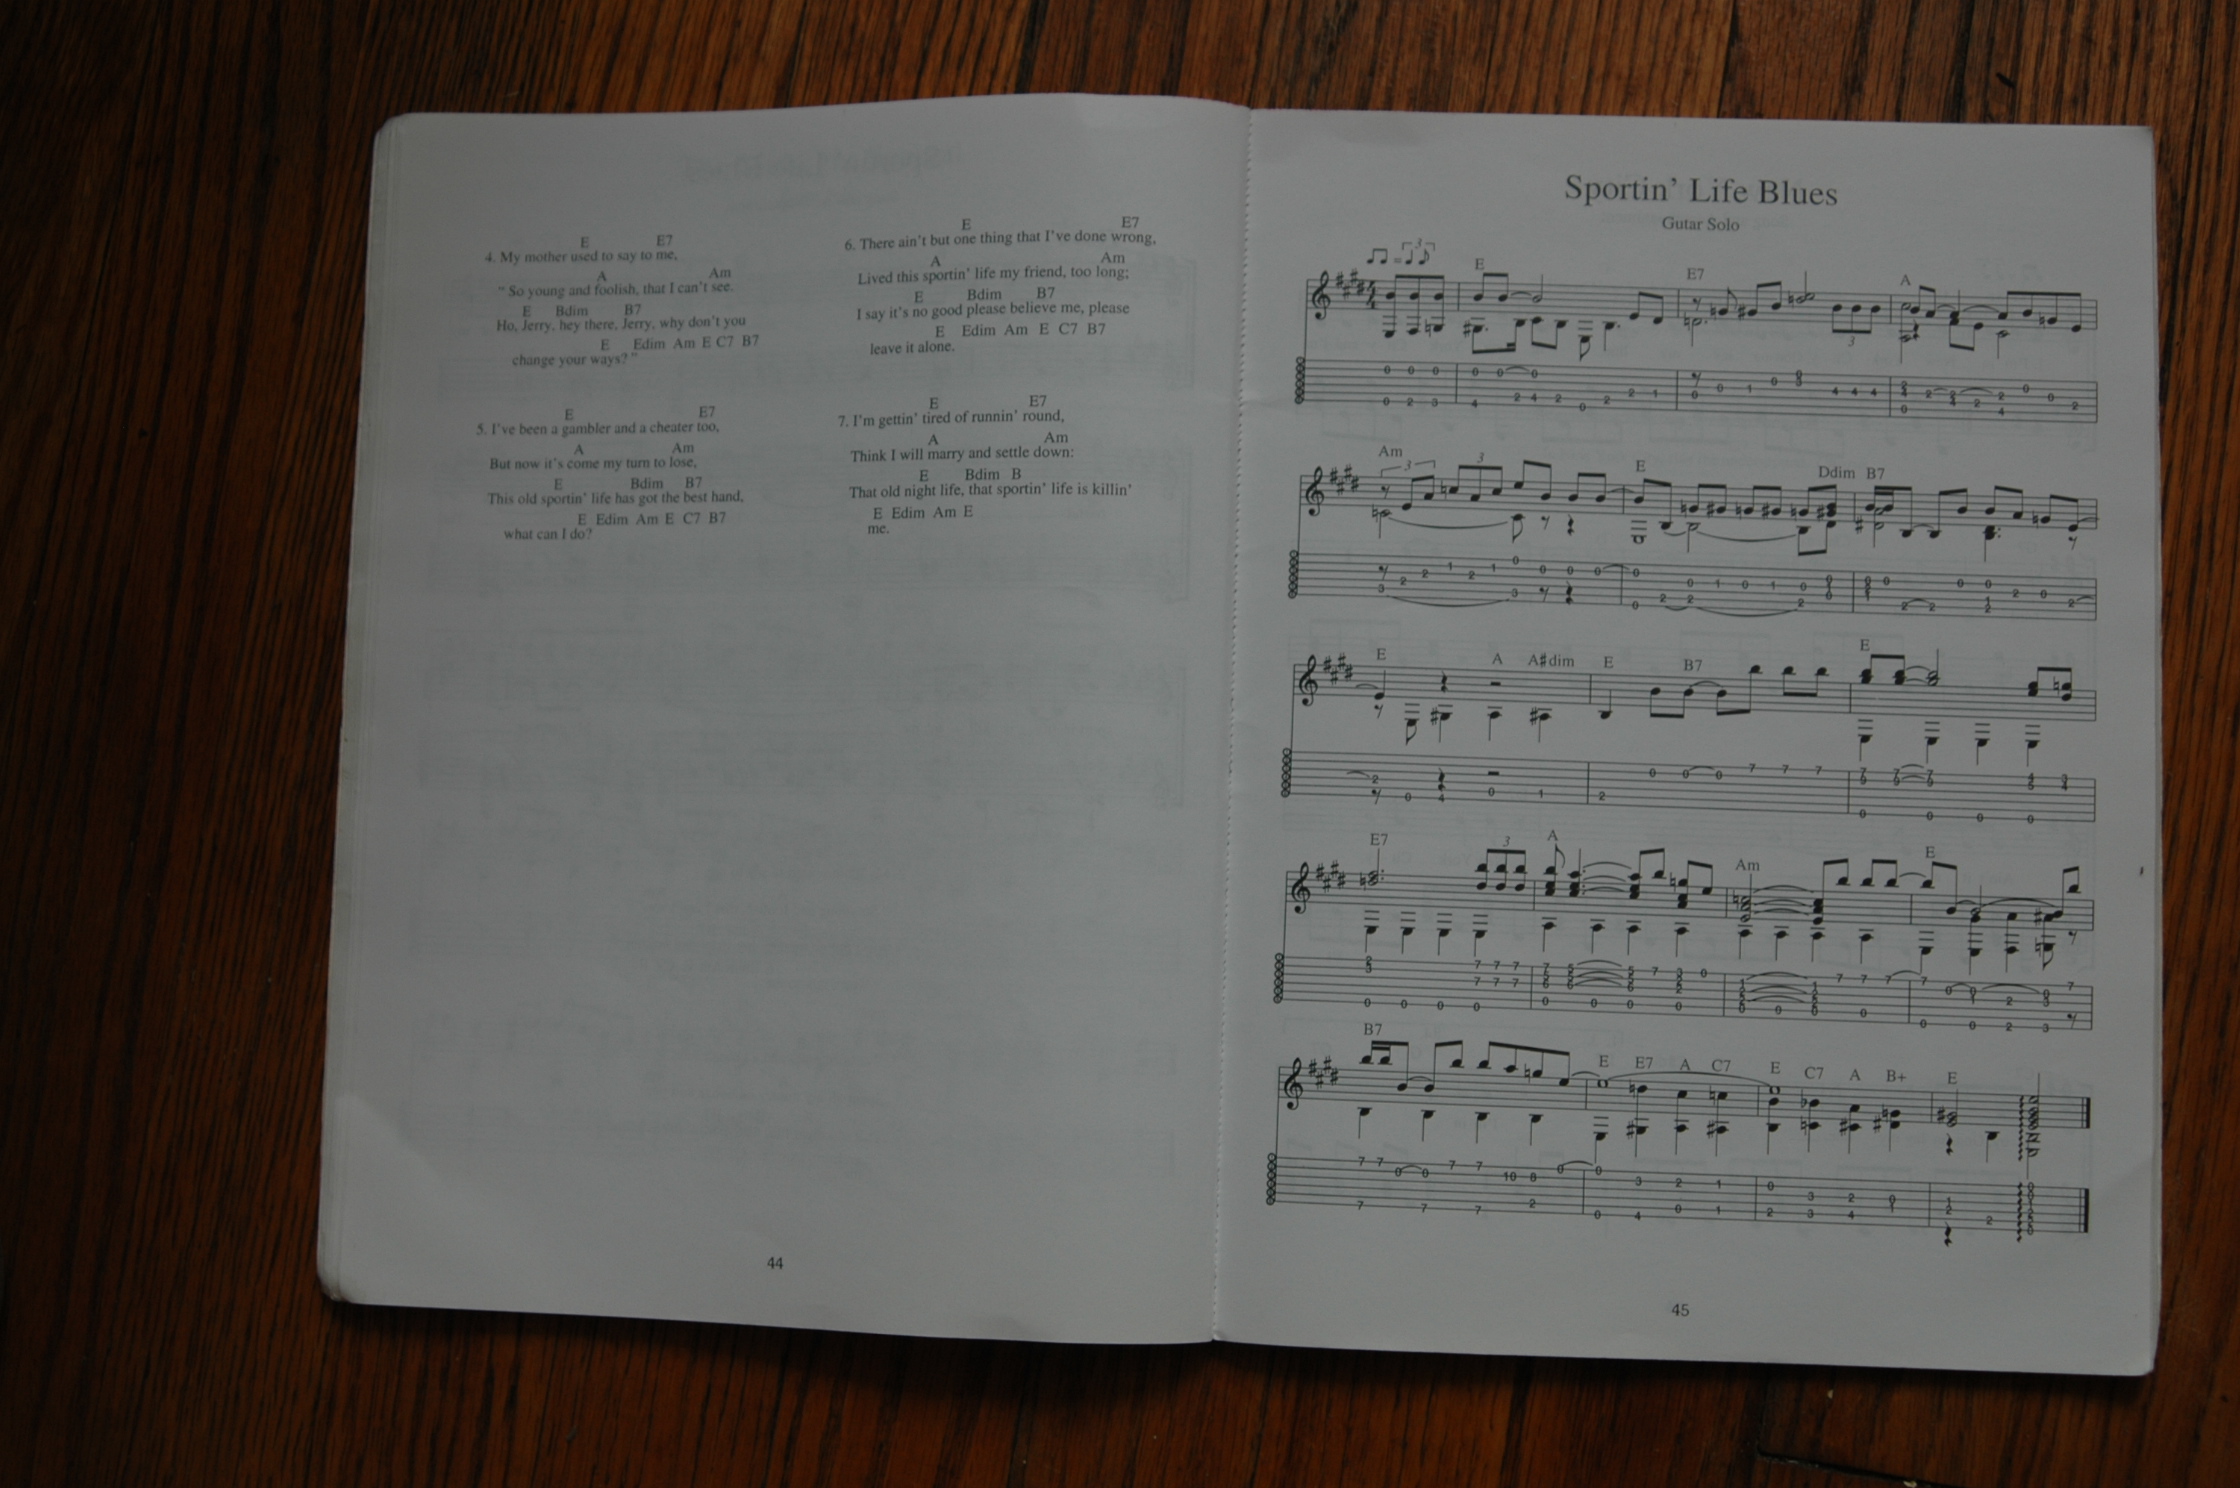 E E7
4. My mother used to say to me,
A Am
"So young and foolish, that I can't see.
E Bdim B7
Ho, Jerry, hey there, Jerry, why don't you
E Edim Am E C7 B7
change your ways?"
E E7
5. I've been a gambler and a cheater too,
A Am
But now it's come my turn to lose,
E Bdim B7
This old sportin' life has got the best hand,
E Edim Am E C7 B7
what can I do?
E E7
6. There ain't but one thing that I've done wrong,
A Am
Lived this sportin' life my friend, too long;
E Bdim B7
I say it's no good please believe me, please
E Edim Am E C7 B7
leave it alone.
E E7
7. I'm gettin' tired of runnin' round,
A Am
Think I will marry and settle down:
E Bdim B
That old night life, that sportin' life is killin'
E Edim Am E
me.
44
Sportin' Life Blues
Gutar Solo
3
E E7 A
3
Am 3 3 E Ddim B7
E A A#dim E B7 E
E7 3 A Am E
B7 E E7 A C7 E C7 A B+ E
45